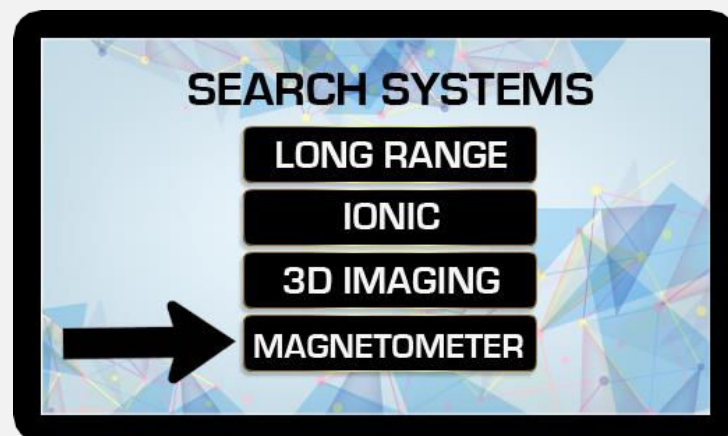 SEARCH SYSTEMS
LONG RANGE
IONIC
3D IMAGING
MAGNETOMETER